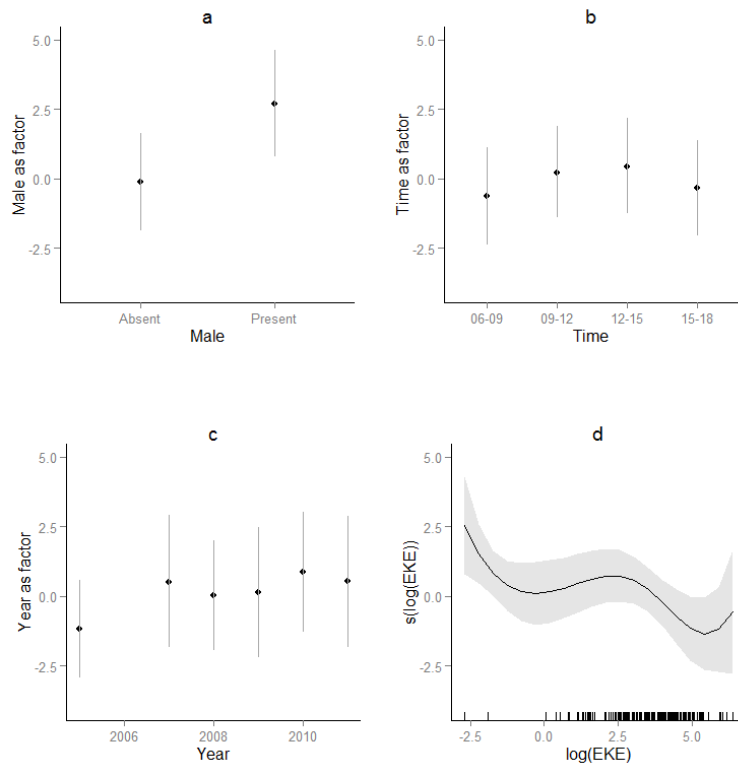 a
5.0
2.5
0.0
-2.5
Male as factor
Absent Present
Male
b
5.0
2.5
0.0
-2.5
Time as factor
06-09 09-12 12-15 15-18
Time
c
5.0
2.5
0.0
-2.5
Year as factor
2006 2008 2010
Year
d
5.0
2.5
0.0
-2.5
s(log(EKE))
-2.5 0.0 2.5 5.0
log(EKE)